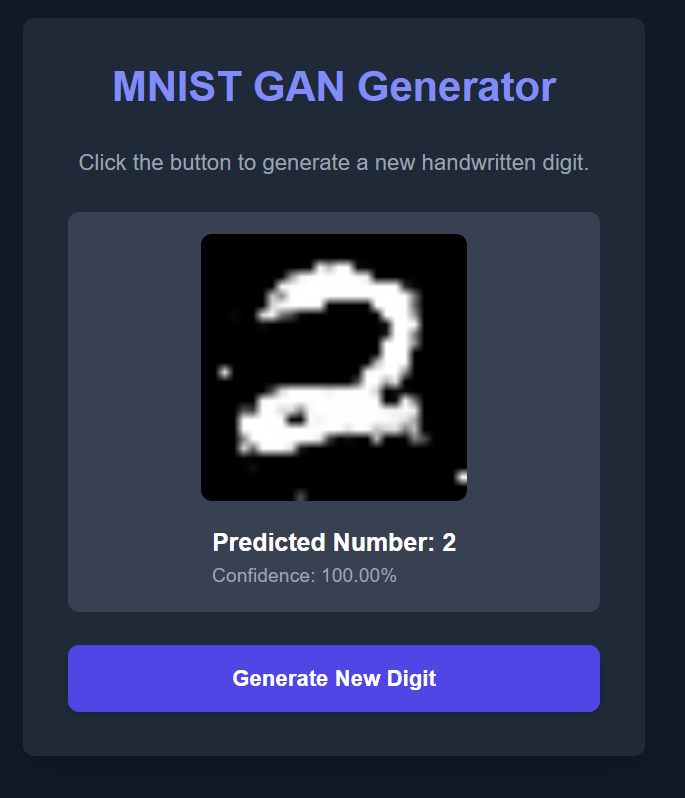 MNIST GAN Generator
Click the button to generate a new handwritten digit.
2
Predicted Number: 2
Confidence: 100.00%
Generate New Digit